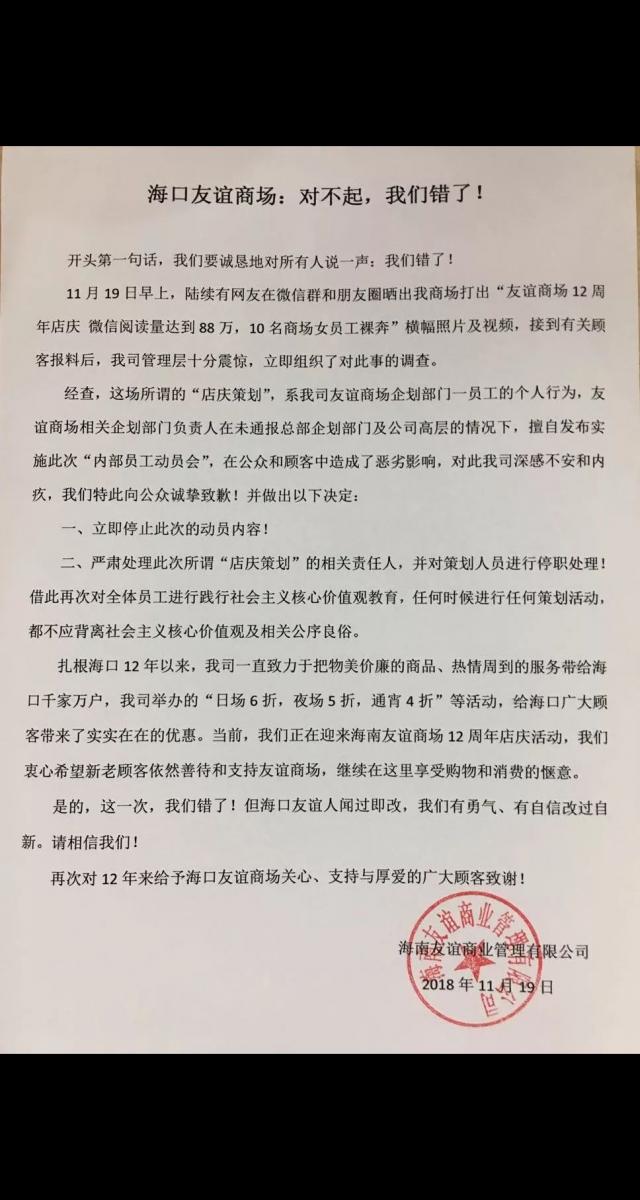 海口友谊商场：对不起，我们错了！
开头第一句话，我们要诚恳地对所有人说一声：我们错了！
11月19日早上，陆续有网友在微信群和朋友圈晒出我商场打出“友谊商场12周
年店庆 微信阅读量达到88万，10名商场女员工裸奔”横幅照片及视频，接到有关顾
客报料后，我司管理层十分震惊，立即组织了对此事的调查。
经查，这场所谓的“店庆策划”，系我司友谊商场企划部门一员工的个人行为，友
谊商场相关企划部门负责人在未通报总部企划部门及公司高层的情况下，擅自发布实
施此次“内部员工动员会”，在公众和顾客中造成了恶劣影响，对此我司深感不安和内
疚，我们特此向公众诚挚致歉！并做出以下决定：
一、立即停止此次的动员内容！
二、严肃处理此次所谓“店庆策划”的相关责任人，并对策划人员进行停职处理！
借此再次对全体员工进行践行社会主义核心价值观教育，任何时候进行任何策划活动，
都不应背离社会主义核心价值观及相关公序良俗。
扎根海口12年以来，我司一直致力于把物美价廉的商品、热情周到的服务带给海
口千家万户，我司举办的“日场6折，夜场5折，通宵4折”等活动，给海口广大顾
客带来了实实在在的优惠。当前，我们正在迎来海南友谊商场12周年店庆活动，我们
衷心希望新老顾客依然善待和支持友谊商场，继续在这里享受购物和消费的惬意。
是的，这一次，我们错了！但海口友谊人闻过即改，我们有勇气、有自信改过自
新。请相信我们！
再次对12年来给予海口友谊商场关心、支持与厚爱的广大顾客致谢！
海南友谊商业管理有限公司
2018年11月19日
海南友谊商业管理有限公司